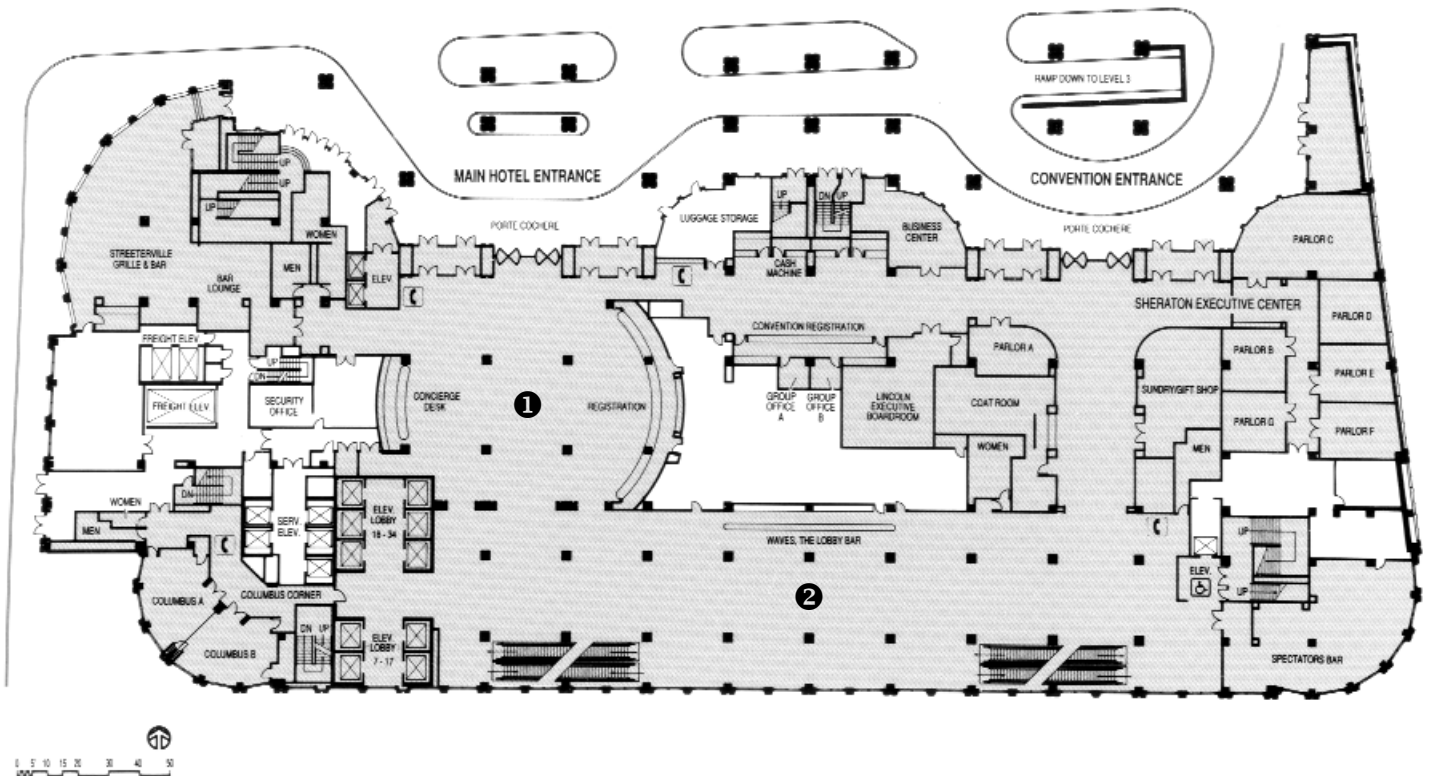 RAMP DOWN TO LEVEL 3
MAIN HOTEL ENTRANCE
CONVENTION ENTRANCE
PORTE COCHERE
PORTE COCHERE
UP
UP
UP
WOMEN
MEN
STREETERVILLE
GRILLE & BAR
BAR
LOUNGE
ELEV.
LUGGAGE STORAGE
UP
DN UP
CASH
MACHINE
BUSINESS
CENTER
PARLOR C
SHERATON EXECUTIVE CENTER
PARLOR D
PARLOR B
PARLOR E
PARLOR G
PARLOR F
CONVENTION REGISTRATION
PARLOR A
GROUP
OFFICE
A
GROUP
OFFICE
B
LINCOLN
EXECUTIVE
BOARDROOM
COAT ROOM
WOMEN
SUNDRY/GIFT SHOP
MEN
FREIGHT ELEV.
FREIGHT ELEV.
UP
DN
SECURITY
OFFICE
CONCIERGE
DESK
1
REGISTRATION
WOMEN
MEN
DN
SERV.
ELEV.
ELEV.
LOBBY
18 - 34
WAVES, THE LOBBY BAR
2
COLUMBUS A
COLUMBUS CORNER
COLUMBUS B
DN UP
ELEV.
LOBBY
7 - 17
ELEV.
UP
UP
SPECTATORS BAR
0 5' 10 15 20 30 40 50